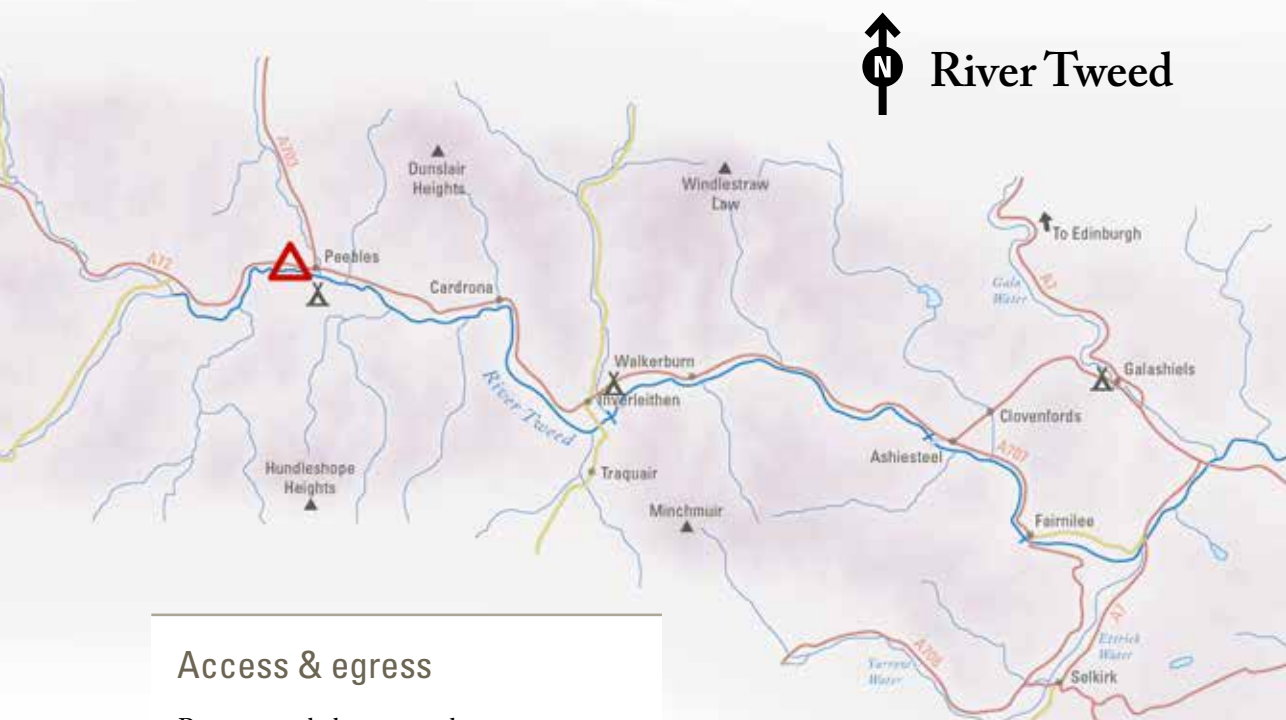 N
River Tweed
A703
Dunslair
Heights
Windlestraw
Law
To Edinburgh
A72
Peebles
Cardrona
Gala
Water
A7
Walkerburn
Galashiels
River Tweed
Innerleithen
Clovenfords
Ashiesteel
A707
Hundleshope
Heights
Traquair
Minchmuir
Fairnilee
A7
Ettrick
Water
Yarrow
Water
A708
Selkirk
Access & egress